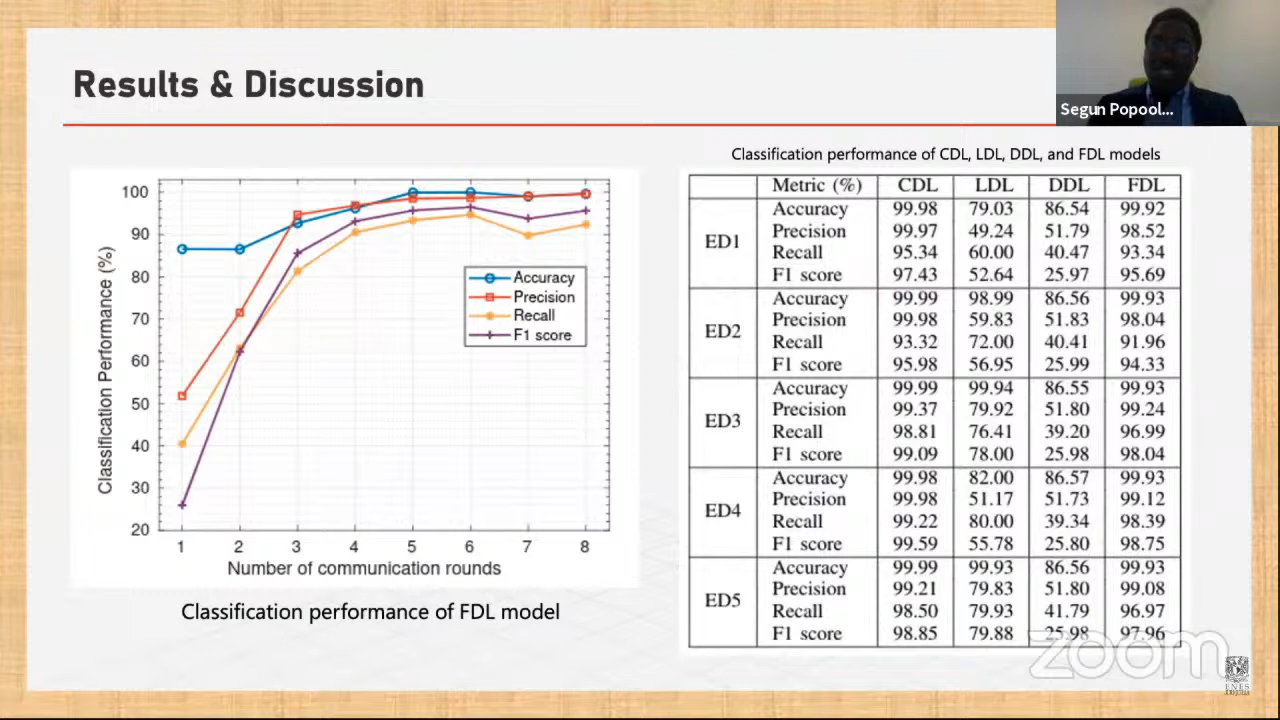 Results & Discussion
Segun Popool...
Classification performance of CDL, LDL, DDL, and FDL models
100
90
80
70
60
50
40
30
20
Classification Performance (%)
Accuracy
Precision
Recall
F1 score
1 2 3 4 5 6 7 8
Number of communication rounds
Classification performance of FDL model
Metric (%) CDL LDL DDL FDL
ED1
Accuracy 99.98 79.03 86.54 99.92
Precision 99.97 49.24 51.79 98.52
Recall 95.34 60.00 40.47 93.34
F1 score 97.43 52.64 25.97 95.69
ED2
Accuracy 99.99 98.99 86.56 99.93
Precision 99.98 59.83 51.83 98.04
Recall 93.32 72.00 40.41 91.96
F1 score 95.98 56.95 25.99 94.33
ED3
Accuracy 99.99 99.94 86.55 99.93
Precision 99.37 79.92 51.80 99.24
Recall 98.81 76.41 39.20 96.99
F1 score 99.09 78.00 25.98 98.04
ED4
Accuracy 99.98 82.00 86.57 99.93
Precision 99.98 51.17 51.73 99.12
Recall 99.22 80.00 39.34 98.39
F1 score 99.59 55.78 25.80 98.75
ED5
Accuracy 99.99 99.93 86.56 99.93
Precision 99.21 79.83 51.80 99.08
Recall 98.50 79.93 41.79 96.97
F1 score 98.85 79.88 25.98 97.96
zoom
ENES